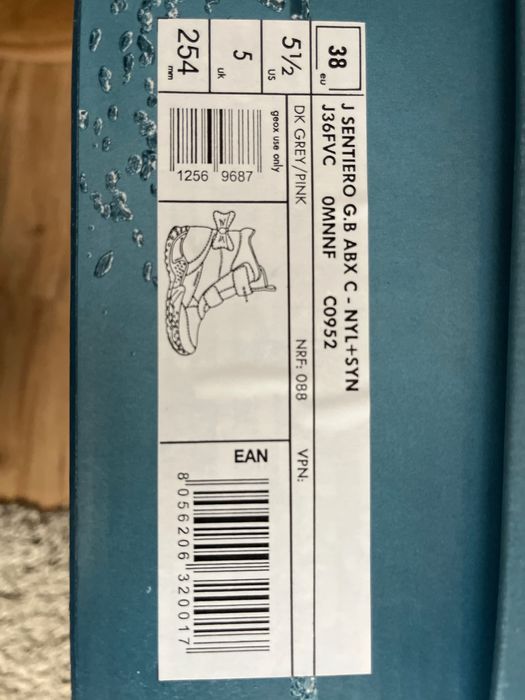 38 eu
J SENTIERO G.B ABX C - NYL+SYN
J36FVC 0MNNF C0952
5½ US
DK GREY/PINK NRF: 088 VPN:
5 uk
254 mm
geox use only
1256 9687
EAN
8 056206 320017